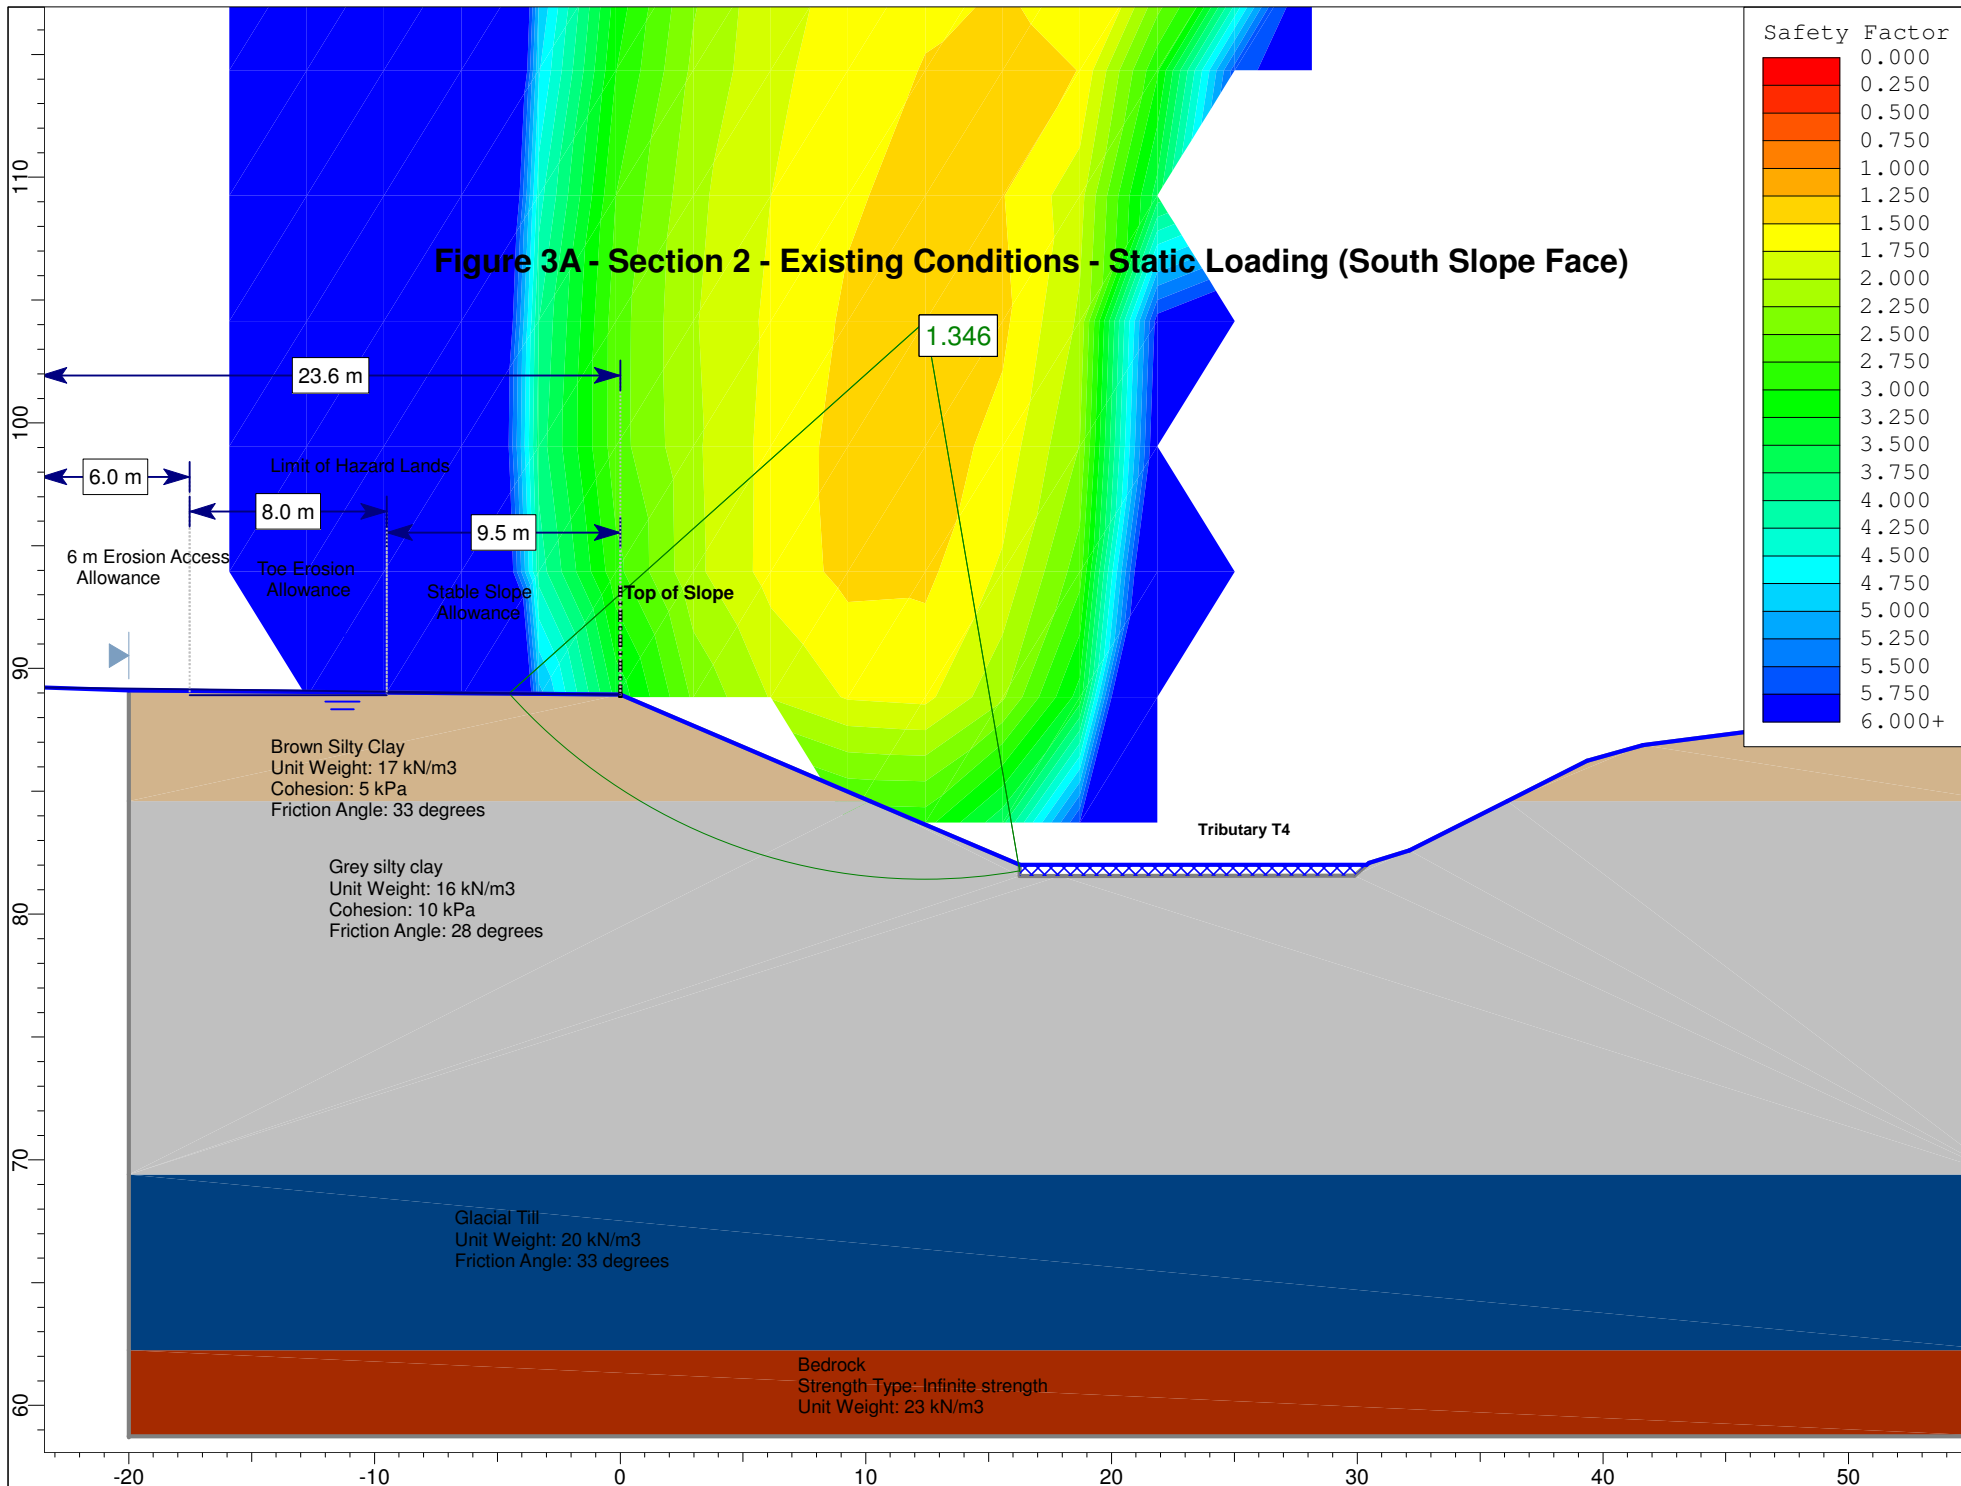 Safety Factor
0.000
0.250
0.500
0.750
1.000
1.250
1.500
1.750
2.000
2.250
2.500
2.750
3.000
3.250
3.500
3.750
4.000
4.250
4.500
4.750
5.000
5.250
5.500
5.750
6.000+
Figure 3A - Section 2 - Existing Conditions - Static Loading (South Slope Face)
1.346
23.6 m
Limit of Hazard Lands
6.0 m
8.0 m
9.5 m
6 m Erosion Access
Allowance
Toe Erosion
Allowance
Stable Slope
Allowance
Top of Slope
Brown Silty Clay
Unit Weight: 17 kN/m3
Cohesion: 5 kPa
Friction Angle: 33 degrees
Tributary T4
Grey silty clay
Unit Weight: 16 kN/m3
Cohesion: 10 kPa
Friction Angle: 28 degrees
Glacial Till
Unit Weight: 20 kN/m3
Friction Angle: 33 degrees
Bedrock
Strength Type: Infinite strength
Unit Weight: 23 kN/m3
110
100
90
80
70
60
-20
-10
0
10
20
30
40
50